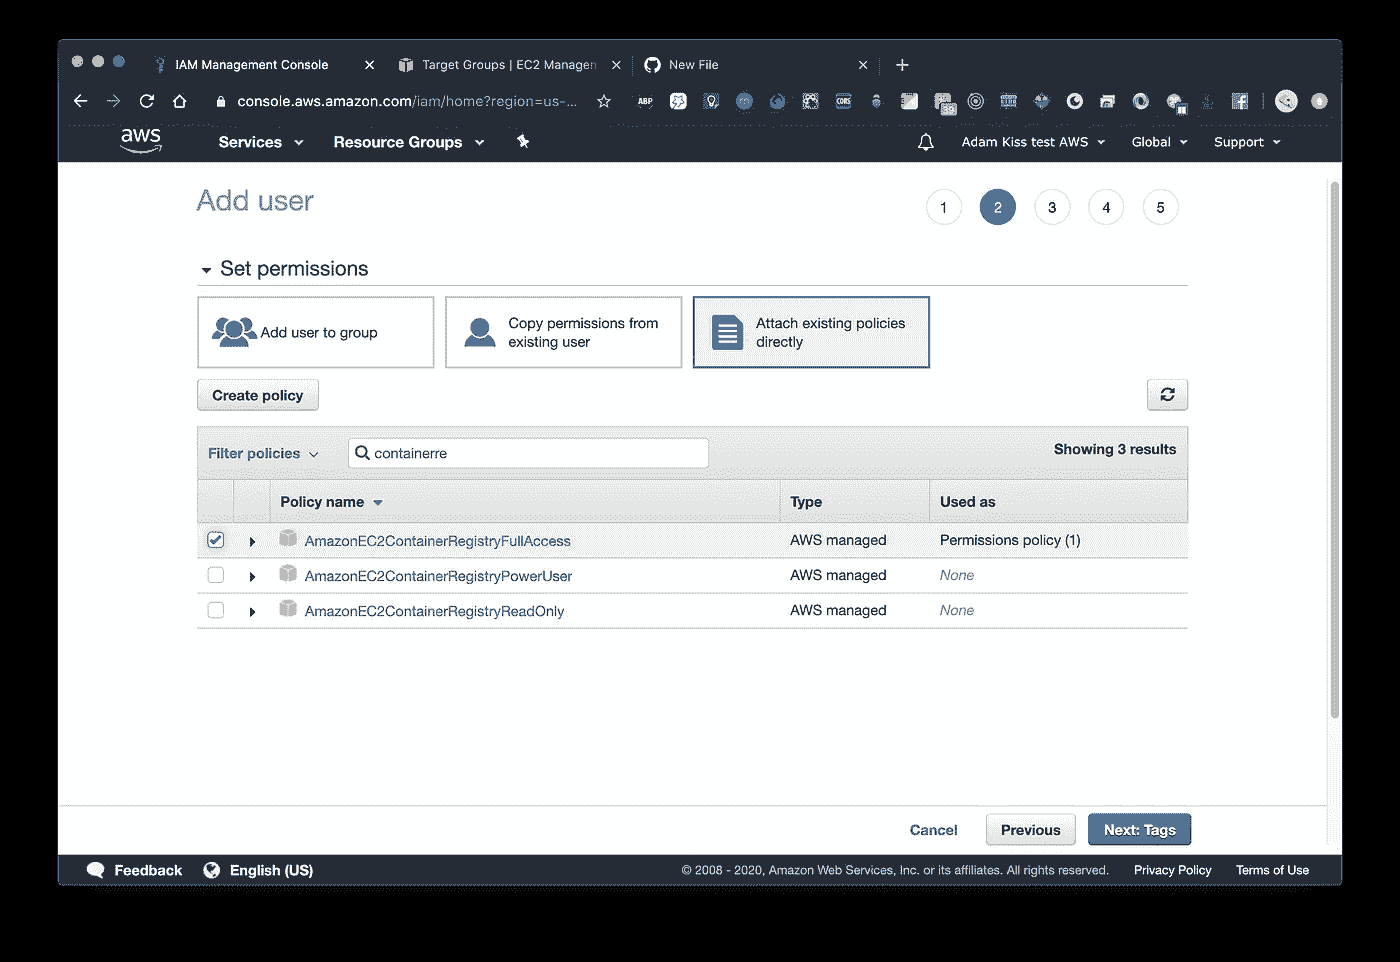 IAM Management Console
Target Groups | EC2 Managen
New File
console.aws.amazon.com/iam/home?region=us-...
ABP
CORS
38
aws
Services
Resource Groups
Adam Kiss test AWS
Global
Support
Add user
1
2
3
4
5
Set permissions
Add user to group
Copy permissions from
existing user
Attach existing policies
directly
Create policy
Filter policies
containerre
Showing 3 results
Policy name
Type
Used as
AmazonEC2ContainerRegistryFullAccess
AWS managed
Permissions policy (1)
AmazonEC2ContainerRegistryPowerUser
AWS managed
None
AmazonEC2ContainerRegistryReadOnly
AWS managed
None
Cancel
Previous
Next: Tags
Feedback
English (US)
© 2008 - 2020, Amazon Web Services, Inc. or its affiliates. All rights reserved.
Privacy Policy
Terms of Use